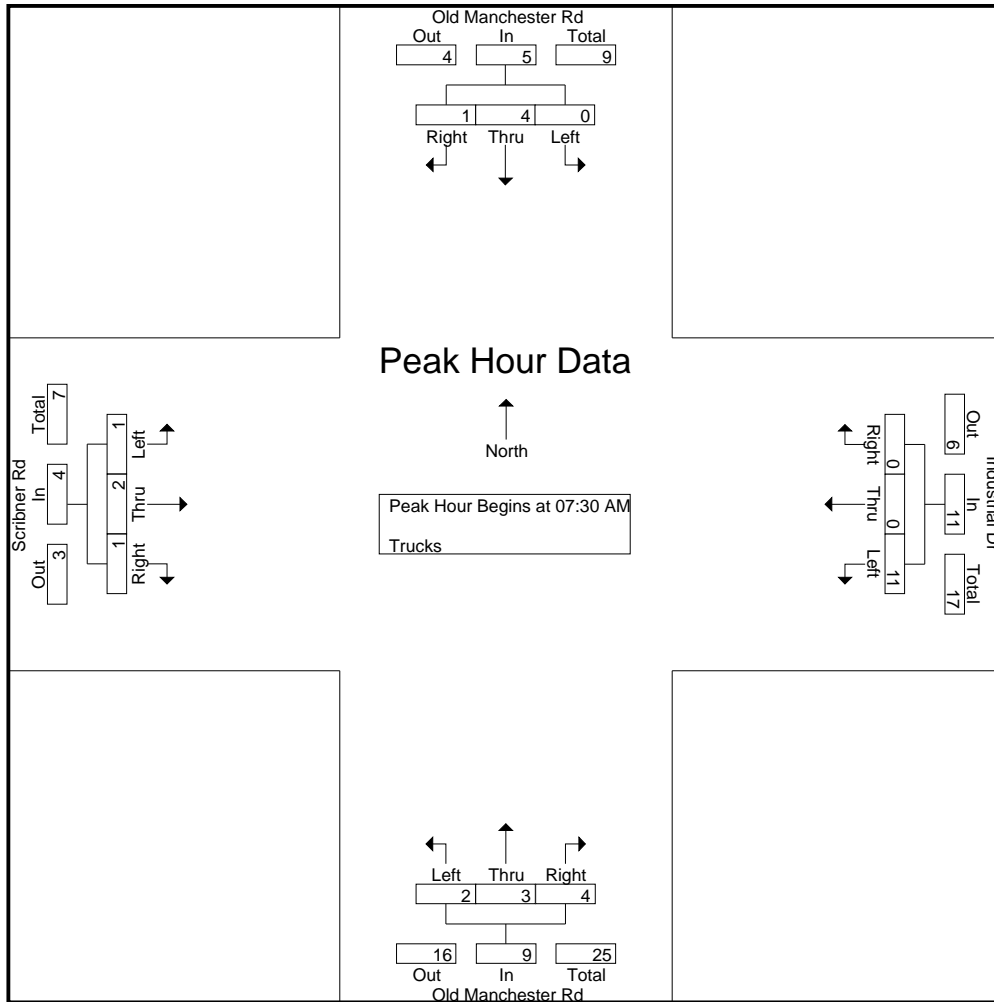 Old Manchester Rd
Out In Total
4 5 9
1 4 0
Right Thru Left
Peak Hour Data
North
Peak Hour Begins at 07:30 AM
Trucks
Scribner Rd
Out In Total
3 4 7
1 2 1
Left Thru Right
Industrial Dr
Out In Total
6 11 17
0 0 11
Right Thru Left
Left Thru Right
2 3 4
16 9 25
Out In Total
Old Manchester Rd